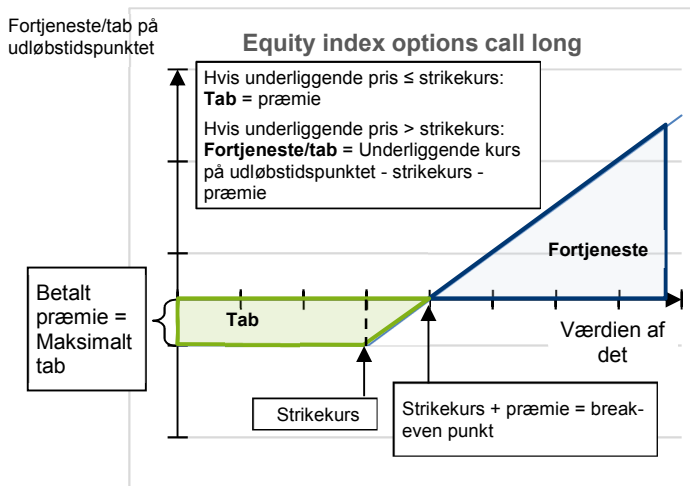 Fortjeneste/tab på
udløbstidspunktet
Equity index options call long
Hvis underliggende pris ≤ strikekurs:
Tab = præmie
Hvis underliggende pris > strikekurs:
Fortjeneste/tab = Underliggende kurs
på udløbstidspunktet - strikekurs -
præmie
Fortjeneste
Betalt
præmie =
Maksimalt
tab
Tab
Værdien af
det
Strikekurs
Strikekurs + præmie = break-
even punkt